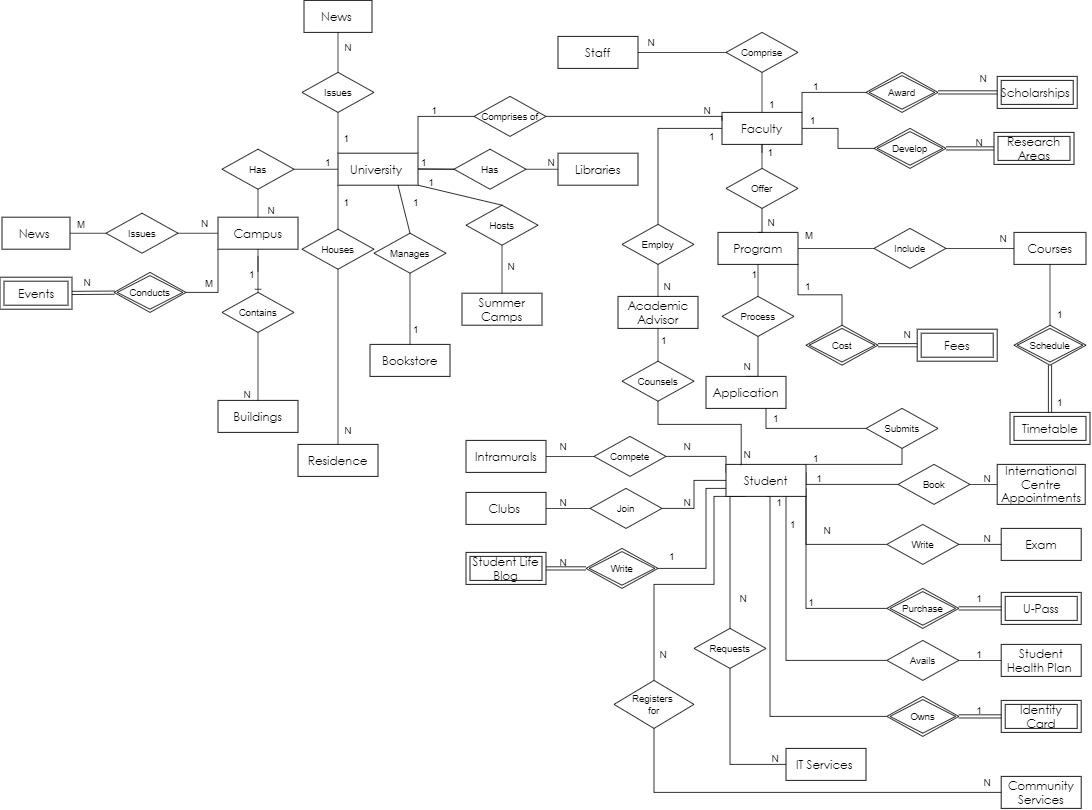 News
N
Staff
N
Comprise
Issues
1
Award
N
Scholarships
1
1
Comprises of
N
1
Faculty
1
Develop
N
Research
Areas
1
1
1
Has
1
University
1
Has
N
Libraries
1
Offer
1
1
Hosts
N
News
M
Issues
N
N
Campus
Houses
Manages
Employ
Program
M
Include
N
Courses
1
N
Summer
Camps
1
1
Events
N
Conducts
M
Contains
N
Academic
Advisor
Process
1
Cost
N
Fees
1
Schedule
1
Bookstore
1
Counsels
N
Application
1
Submits
1
Timetable
N
Buildings
N
Residence
Intramurals
N
Compete
N
N
Student
1
1
Book
N
International
Centre
Appointments
Clubs
N
Join
N
1
1
N
Write
N
Exam
Student Life
Blog
N
Write
1
N
1
Purchase
1
U-Pass
N
Requests
Avails
1
Student
Health Plan
Registers
for
Owns
1
Identity
Card
N
IT Services
N
Community
Services